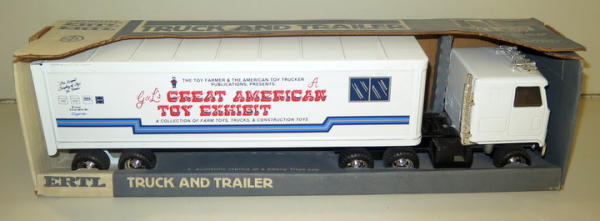 ERTL TRUCK AND TRAILER
THE TOY FARMER & THE AMERICAN TOY TRUCKER
PUBLICATIONS, PRESENTS:
G&L's A
GREAT AMERICAN
TOY EXHIBIT
A COLLECTION OF FARM TOYS, TRUCKS, & CONSTRUCTION TOYS
ERTL TRUCK AND TRAILER